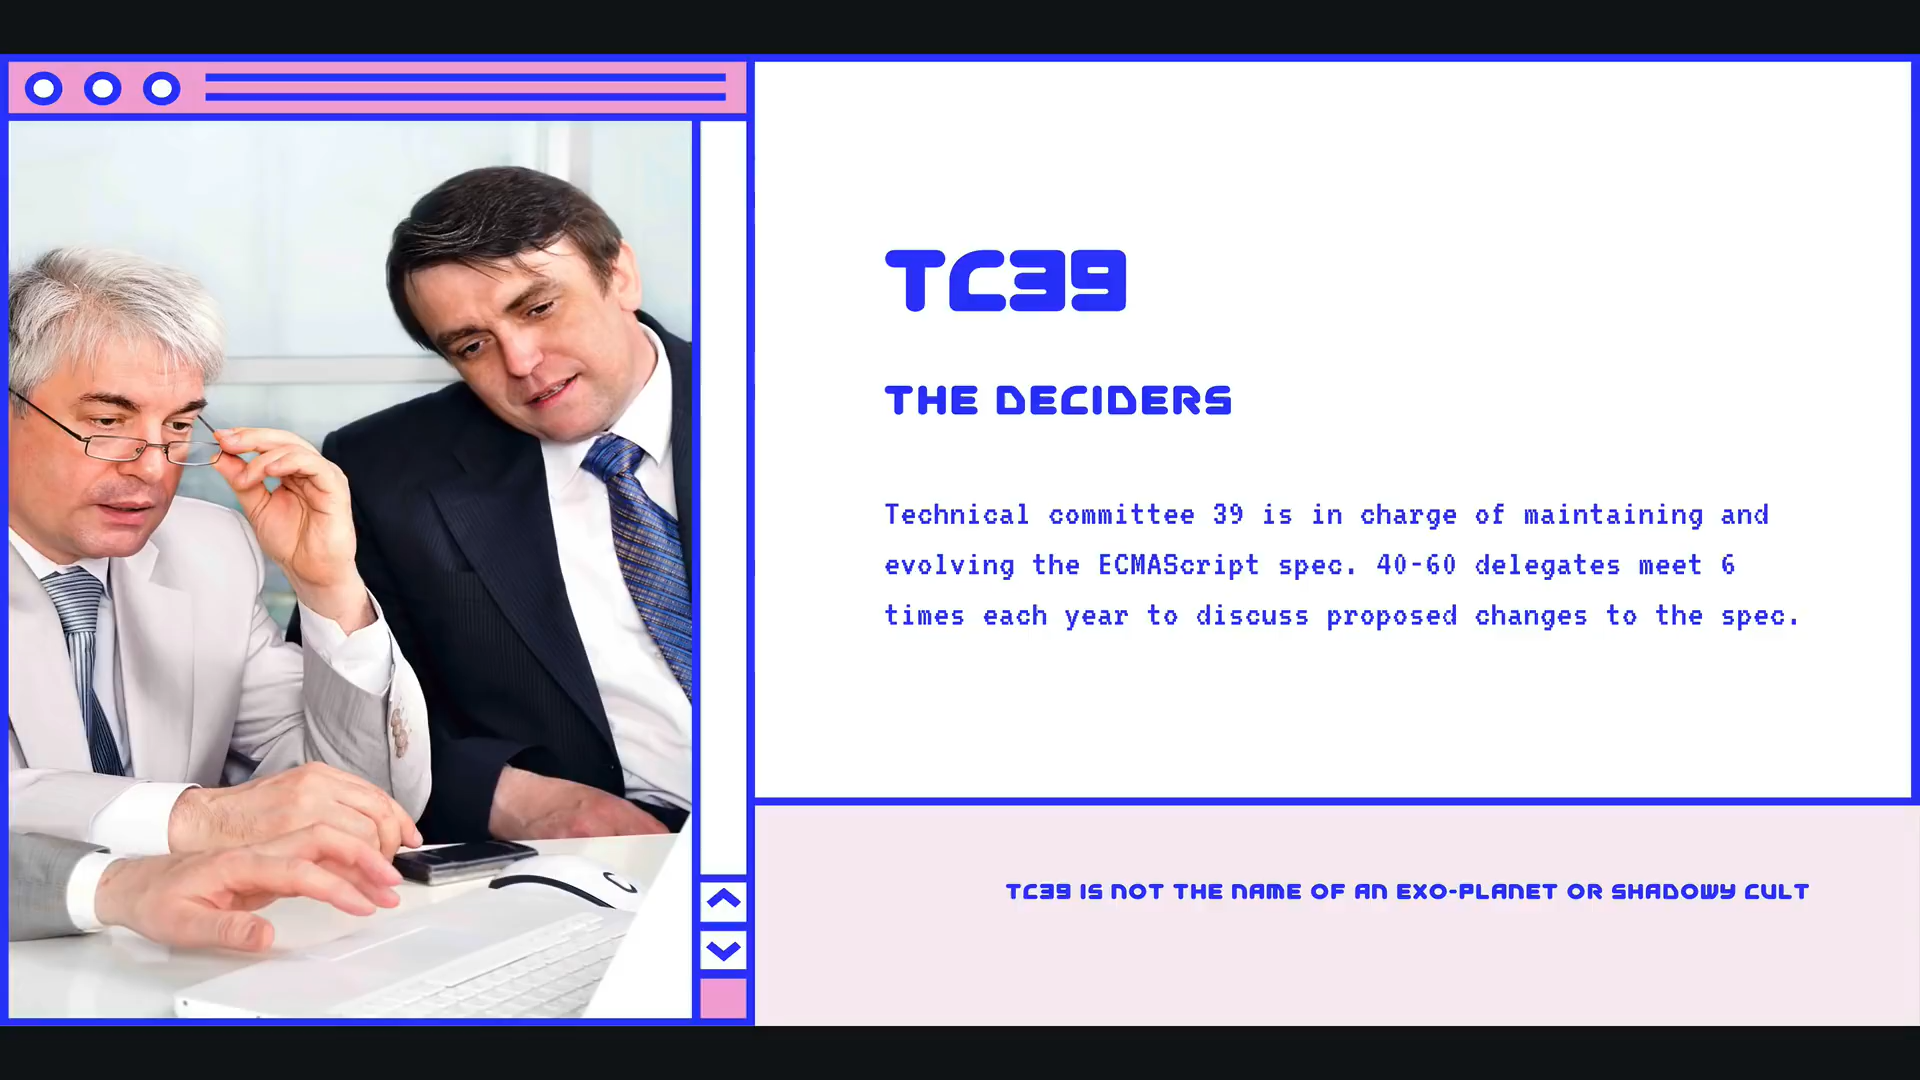 TC39
THE DECIDERS
Technical committee 39 is in charge of maintaining and
evolving the ECMAScript spec. 40-60 delegates meet 6
times each year to discuss proposed changes to the spec.
TC39 IS NOT THE NAME OF AN EXO-PLANET OR SHADOWY CULT